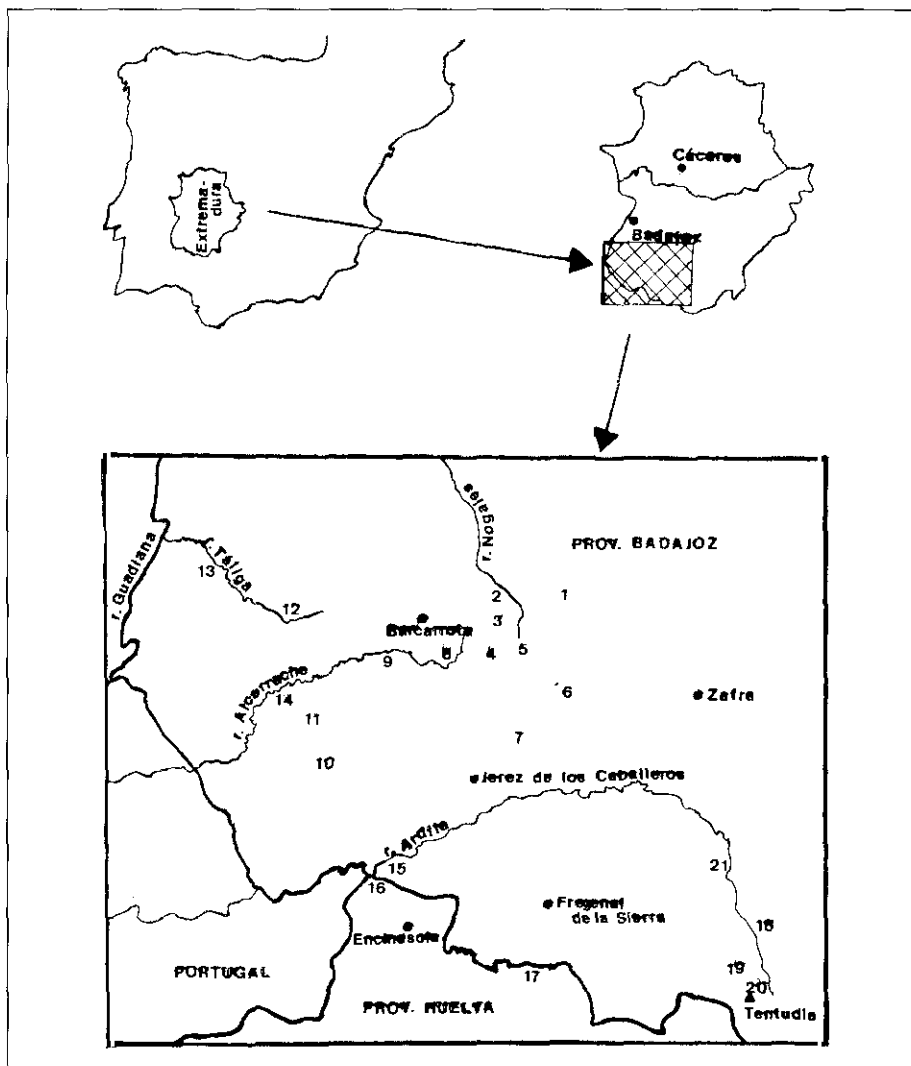 Extrema-
dura
Cáceres
Badajoz
r. Guadiana
r. Táliga
13
12
r. Nogales
PROV. BADAJOZ
2
1
3
Barcarrota
8
4
5
9
r. Alcarrache
14
11
10
6
Zafra
7
Jerez de los Caballeros
r. Ardila
15
16
21
Fregenal
de la Sierra
Encinasola
18
19
20
Tentudia
17
PORTUGAL
PROV. HUELVA